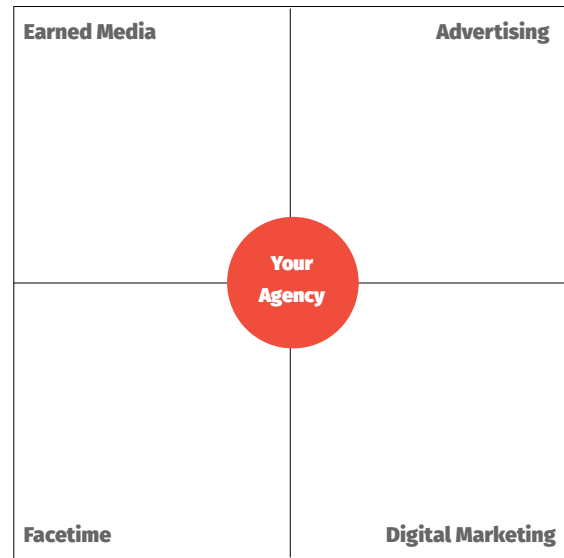 Earned Media
Advertising
Your
Agency
Facetime
Digital Marketing